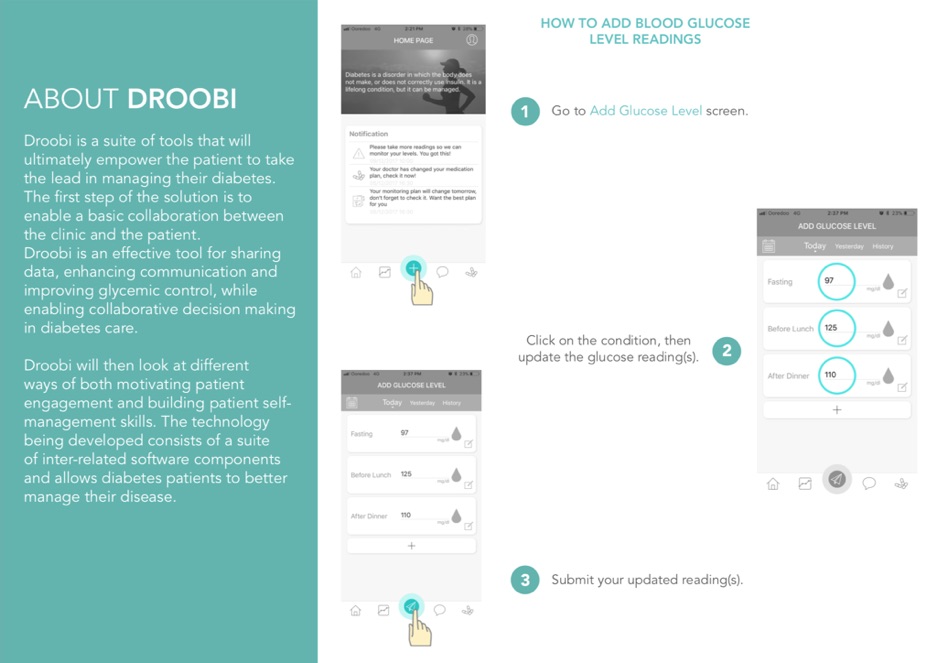 ABOUT DROOBI
Droobi is a suite of tools that will
ultimately empower the patient to take
the lead in managing their diabetes.
The first step of the solution is to
enable a basic collaboration between
the clinic and the patient.
Droobi is an effective tool for sharing
data, enhancing communication and
improving glycemic control, while
enabling collaborative decision making
in diabetes care.
Droobi will then look at different
ways of both motivating patient
engagement and building patient self-
management skills. The technology
being developed consists of a suite
of inter-related software components
and allows diabetes patients to better
manage their disease.
HOW TO ADD BLOOD GLUCOSE
LEVEL READINGS
Ooredoo 4G 2:37 PM
HOME PAGE
Diabetes is a disorder in which the body does
not make, or does not correctly use insulin. It is a
lifelong condition, but it can be managed.
Notification
Please take more readings so we can
monitor your levels. You got this!
Your doctor has changed your medication
plan, check it now!
Your monitoring plan will change tomorrow,
don't forget to check it. Want the best plan
for you
1 Go to Add Glucose Level screen.
Ooredoo 4G 2:37 PM 23%
ADD GLUCOSE LEVEL
Today Yesterday History
Fasting 97 mg/dl
Before Lunch 125 mg/dl
After Dinner 110 mg/dl
+
Click on the condition, then
update the glucose reading(s).
2
Ooredoo 4G 2:37 PM 23%
ADD GLUCOSE LEVEL
Today Yesterday History
Fasting 97 mg/dl
Before Lunch 125 mg/dl
After Dinner 110 mg/dl
+
3 Submit your updated reading(s).